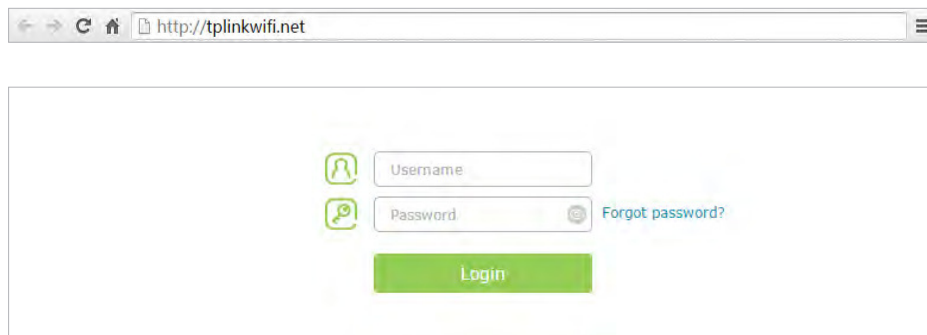 http://tplinkwifi.net
Username
Password
Forgot password?
Login